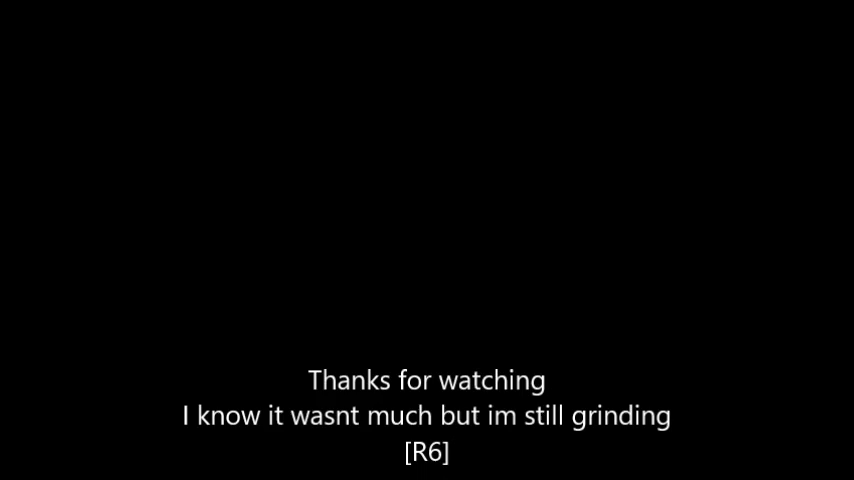 Thanks for watching
I know it wasnt much but im still grinding
[R6]